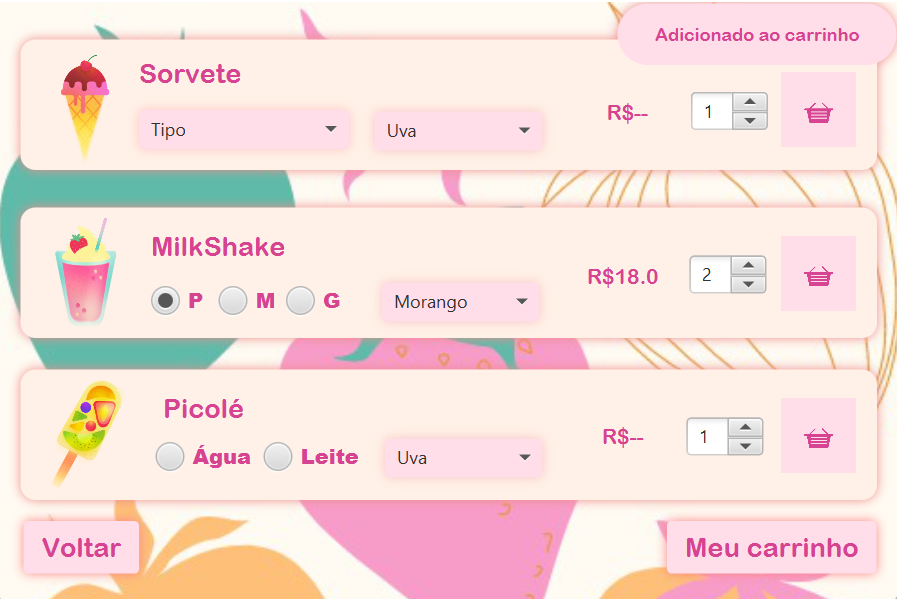 Adicionado ao carrinho
Sorvete
Tipo Uva R$-- 1
MilkShake
P M G Morango R$18.0 2
Picolé
Água Leite Uva R$-- 1
Voltar Meu carrinho